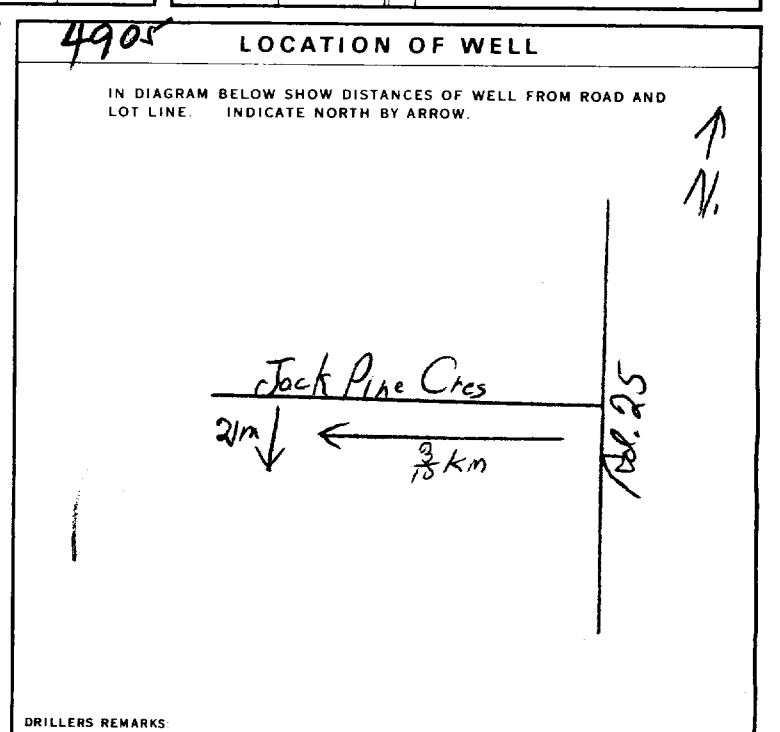 4905
LOCATION OF WELL
IN DIAGRAM BELOW SHOW DISTANCES OF WELL FROM ROAD AND
LOT LINE. INDICATE NORTH BY ARROW.
N.
Jack Pine Cres
21m
3/10 Km
Rd. 25
DRILLERS REMARKS: